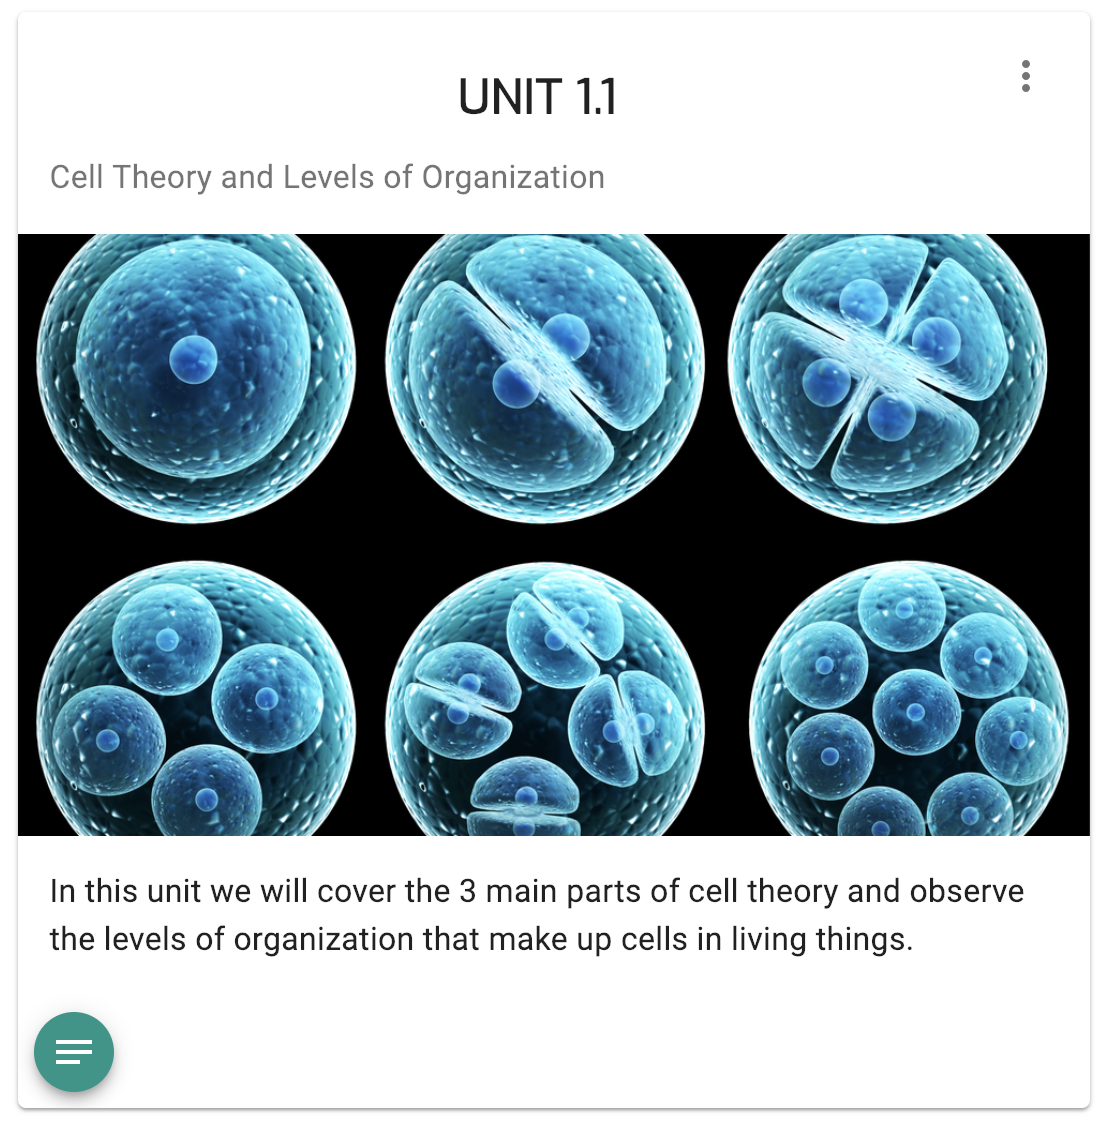 UNIT 1.1
Cell Theory and Levels of Organization
In this unit we will cover the 3 main parts of cell theory and observe
the levels of organization that make up cells in living things.